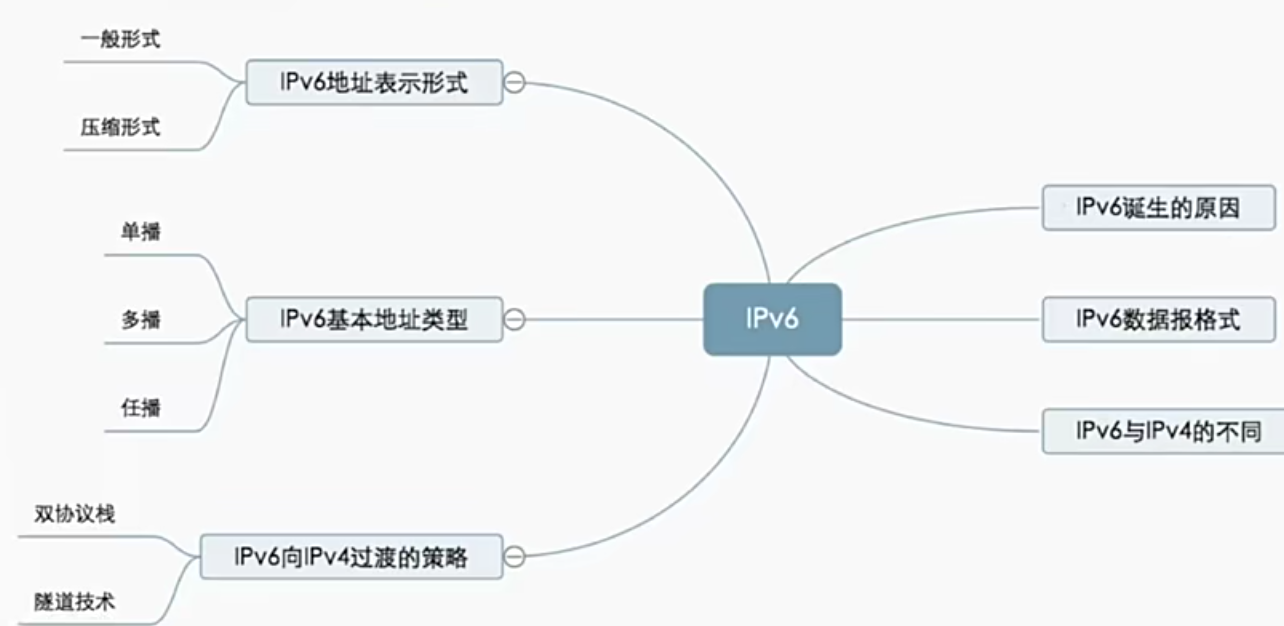 一般形式
IPv6地址表示形式
压缩形式
IPv6诞生的原因
单播
多播
IPv6基本地址类型
IPv6
IPv6数据报格式
任播
IPv6与IPv4的不同
双协议栈
IPv6向IPv4过渡的策略
隧道技术